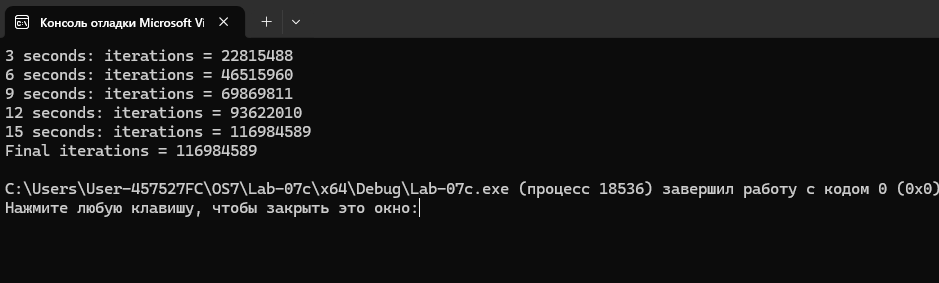 Консоль отладки Microsoft Vi
3 seconds: iterations = 22815488
6 seconds: iterations = 46515960
9 seconds: iterations = 69869811
12 seconds: iterations = 93622010
15 seconds: iterations = 116984589
Final iterations = 116984589
C:\Users\User-457527FC\OS7\Lab-07c\x64\Debug\Lab-07c.exe (процесс 18536) завершил работу с кодом 0 (0x0)
Нажмите любую клавишу, чтобы закрыть это окно: